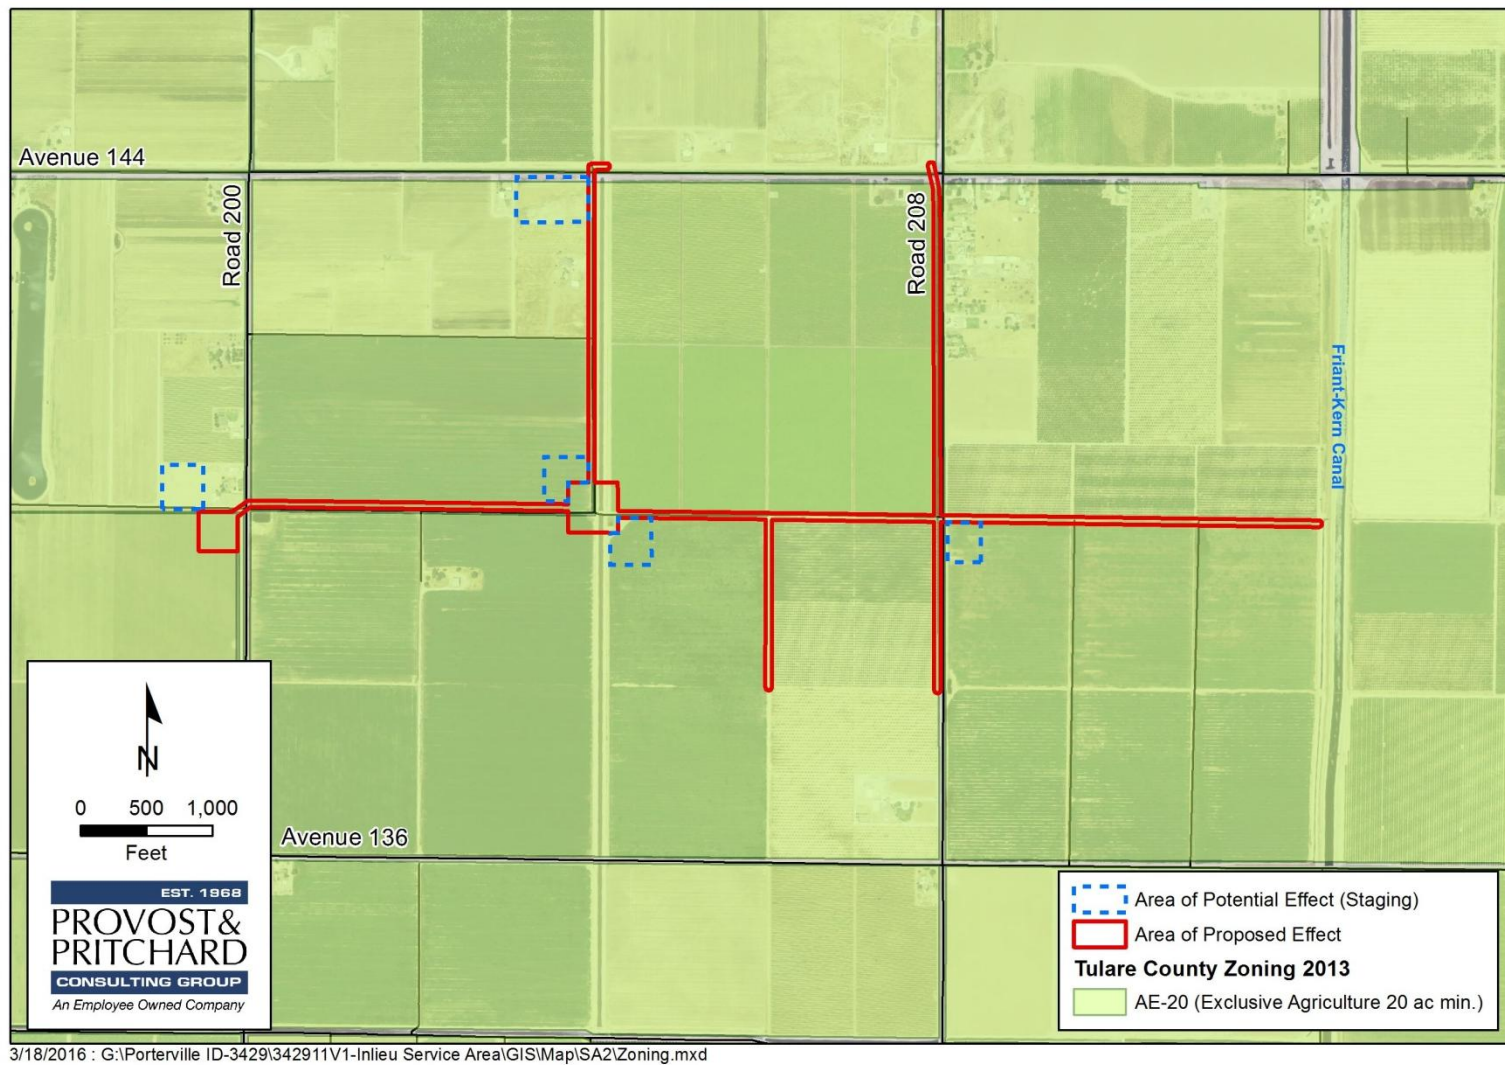 Avenue 144
Road 200
Road 208
Friant-Kern Canal
N
0 500 1,000
Feet
Avenue 136
EST. 1968
PROVOST&
PRITCHARD
CONSULTING GROUP
An Employee Owned Company
Area of Potential Effect (Staging)
Area of Proposed Effect
Tulare County Zoning 2013
AE-20 (Exclusive Agriculture 20 ac min.)
3/18/2016 : G:\Porterville ID-3429\342911V1-Inlieu Service Area\GIS\Map\SA2\Zoning.mxd